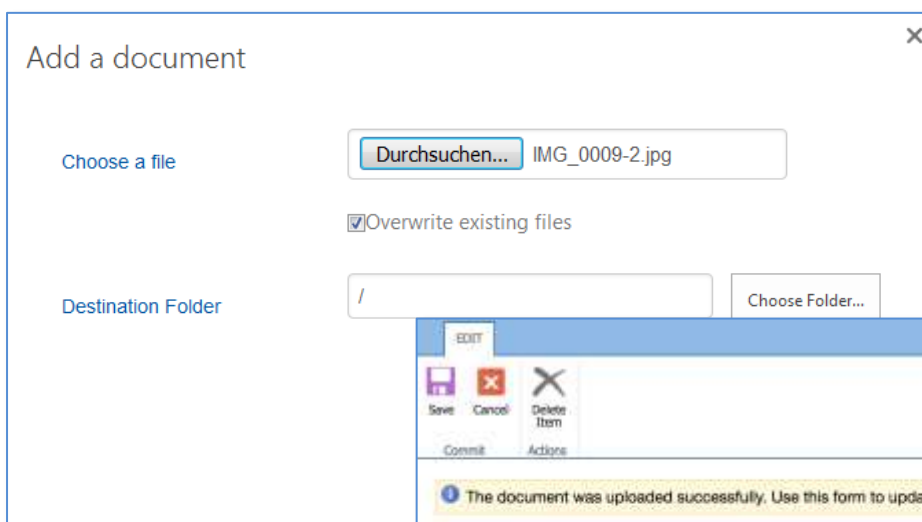 Add a document
Choose a file
Durchsuchen... IMG_0009-2.jpg
Overwrite existing files
Destination Folder
/
Choose Folder...
EDIT
Save Cancel Delete
Item
Commit Actions
The document was uploaded successfully. Use this form to upda